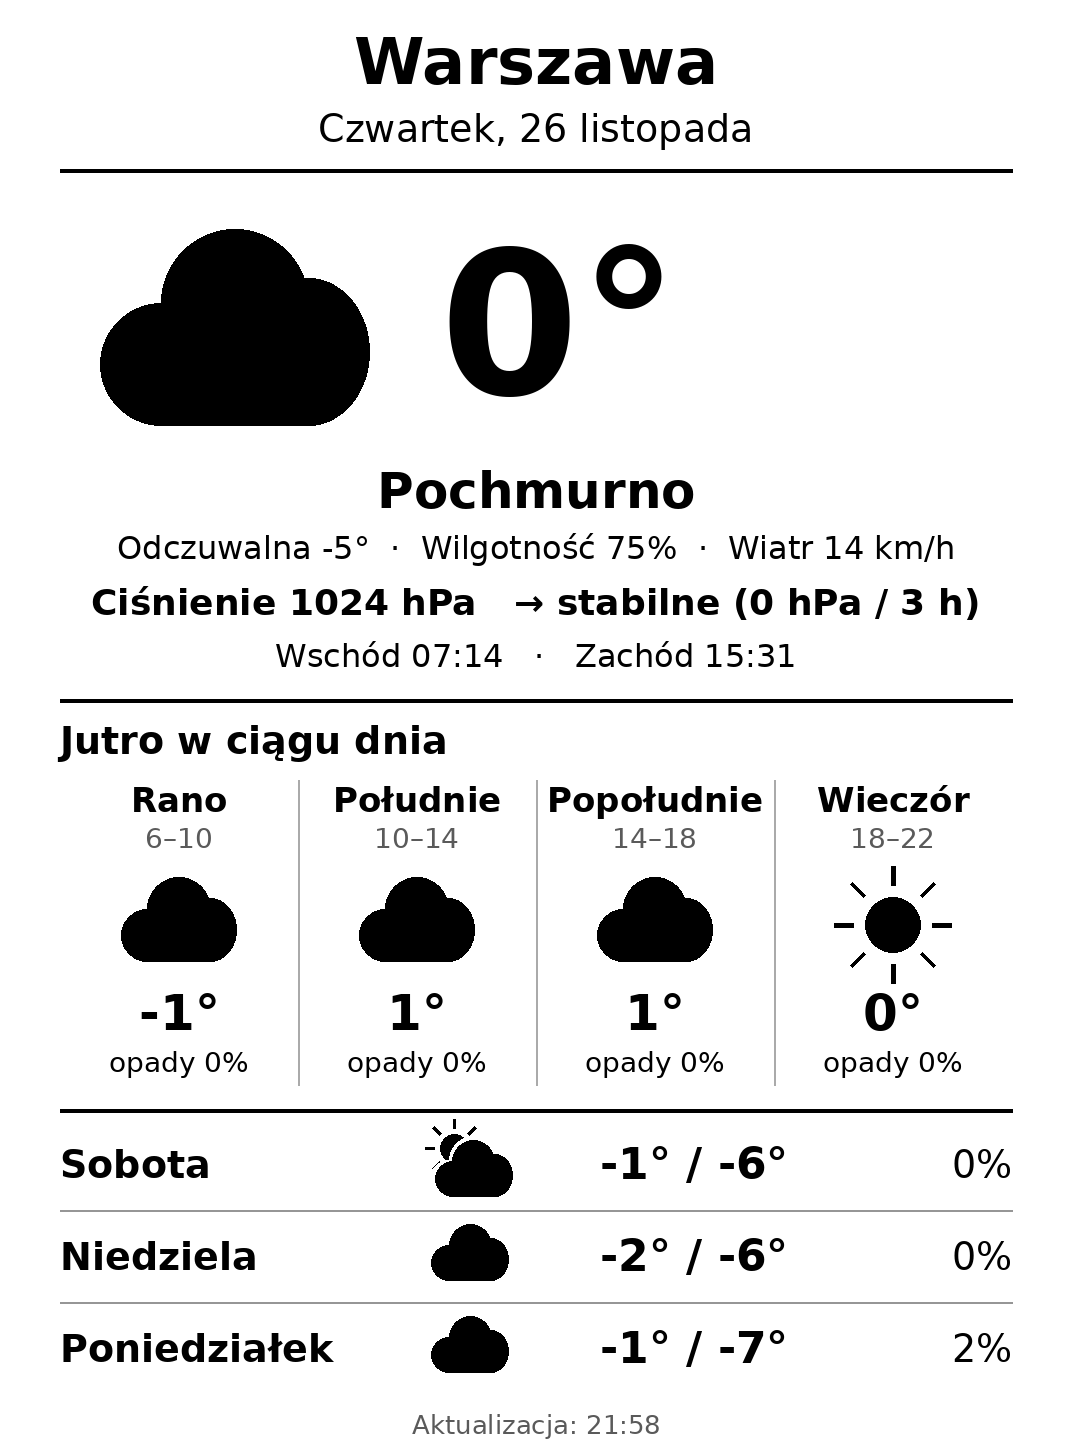 Warszawa
Czwartek, 26 listopada
0°
Pochmurno
Odczuwalna -5° · Wilgotność 75% · Wiatr 14 km/h
Ciśnienie 1024 hPa → stabilne (0 hPa / 3 h)
Wschód 07:14 · Zachód 15:31
Jutro w ciągu dnia
Rano Południe Popołudnie Wieczór
6–10 10–14 14–18 18–22
-1° 1° 1° 0°
opady 0% opady 0% opady 0% opady 0%
Sobota -1° / -6° 0%
Niedziela -2° / -6° 0%
Poniedziałek -1° / -7° 2%
Aktualizacja: 21:58